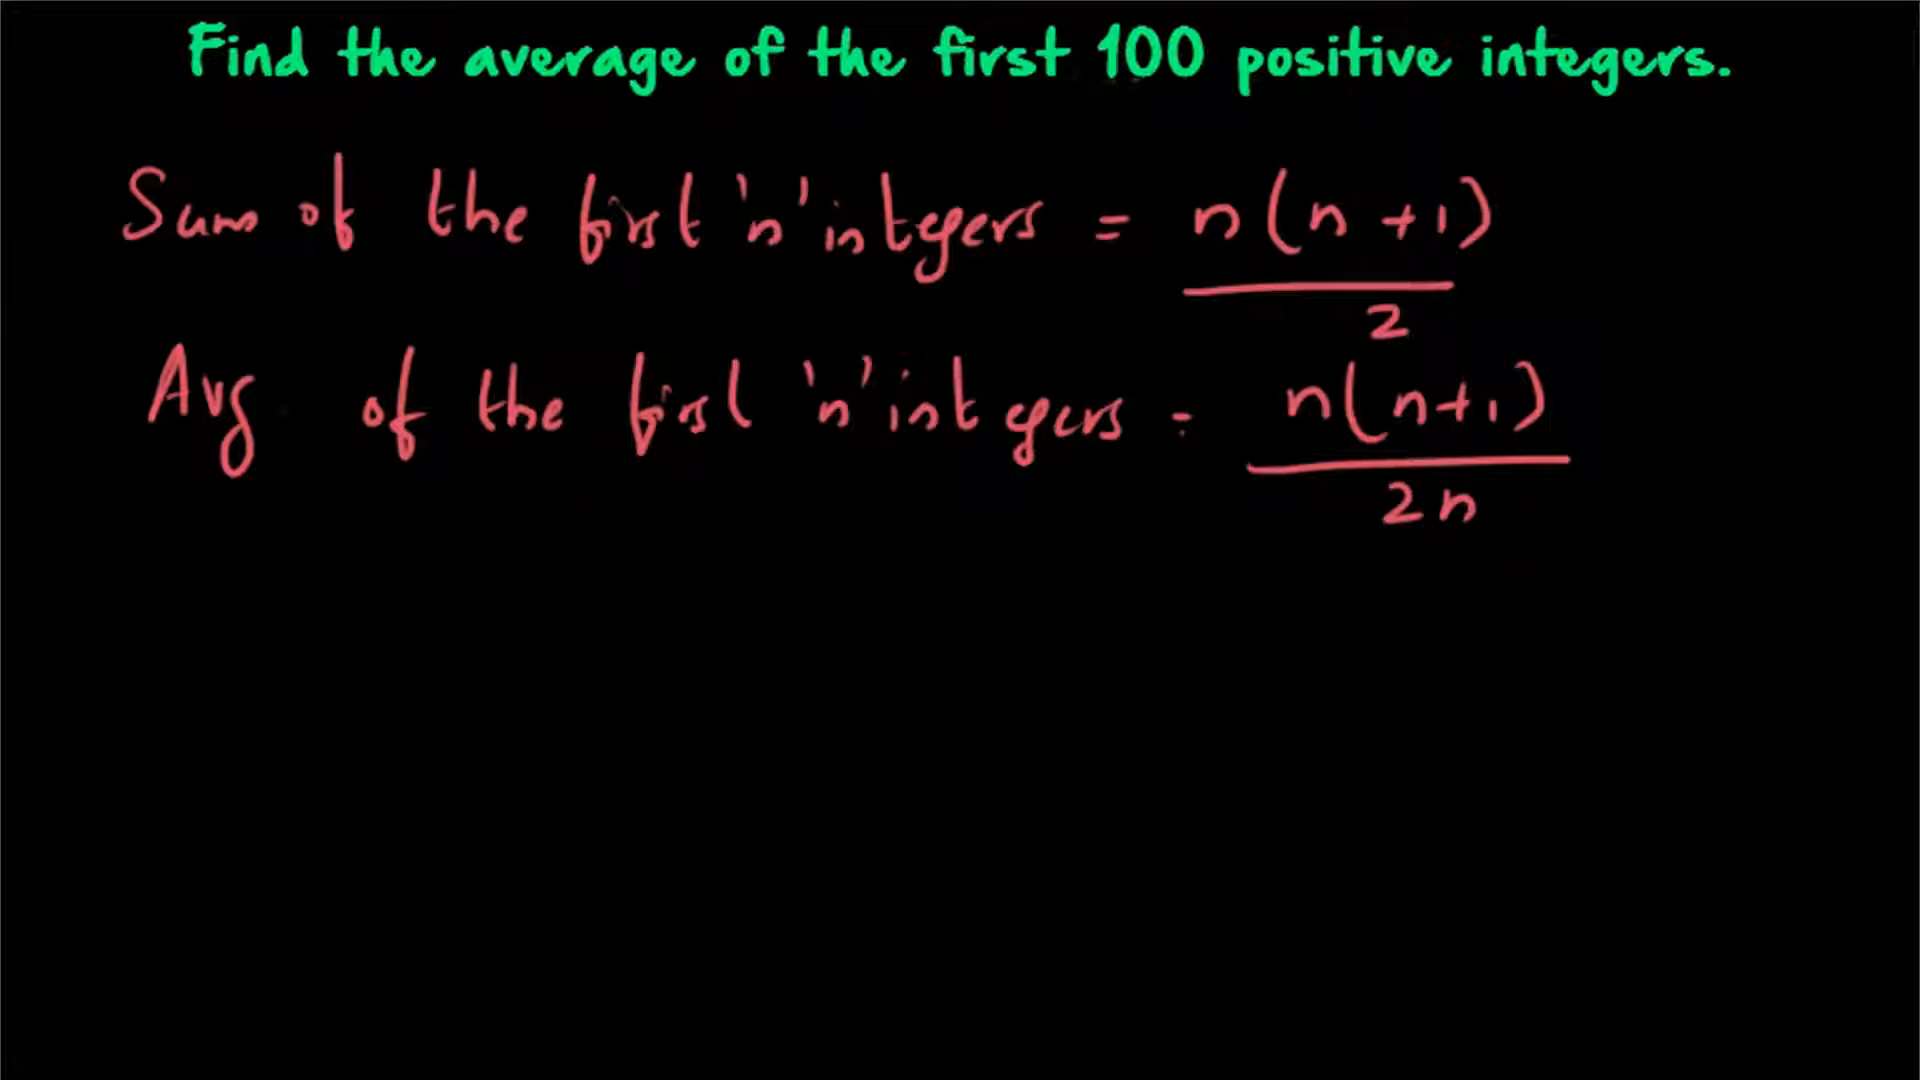 Find the average of the first 100 positive integers.
Sum of the first 'n' integers = n(n+1)
2
Avg of the first 'n' integers = n(n+1)
2n